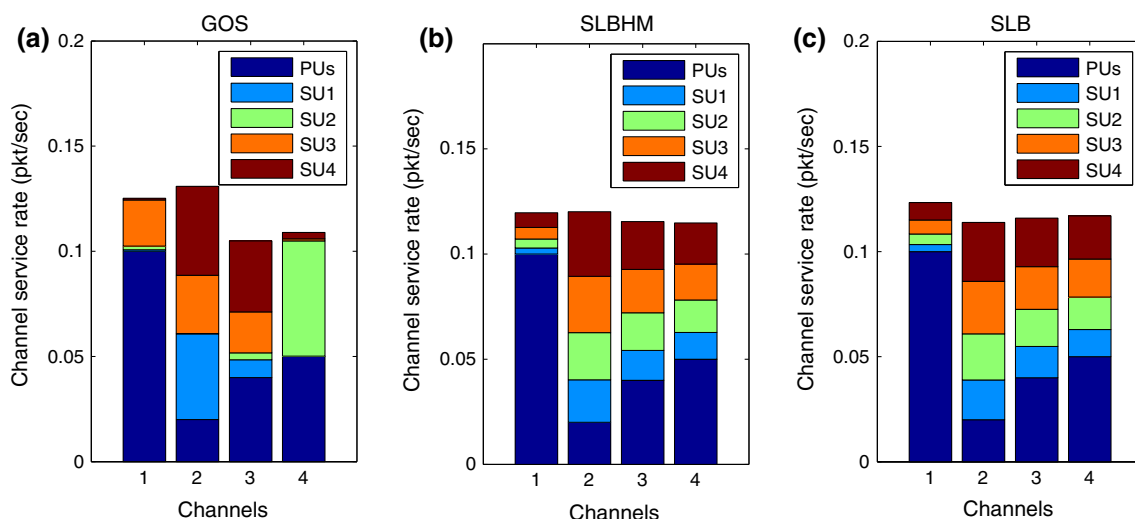 (a)
GOS
Channel service rate (pkt/sec)
0.2
0.15
0.1
0.05
0
PUs
SU1
SU2
SU3
SU4
1 2 3 4
Channels
(b)
SLBHM
Channel service rate (pkt/sec)
0.15
0.1
0.05
0
PUs
SU1
SU2
SU3
SU4
1 2 3 4
Channels
(c)
SLB
Channel service rate (pkt/sec)
0.2
0.15
0.1
0.05
0
PUs
SU1
SU2
SU3
SU4
1 2 3 4
Channels